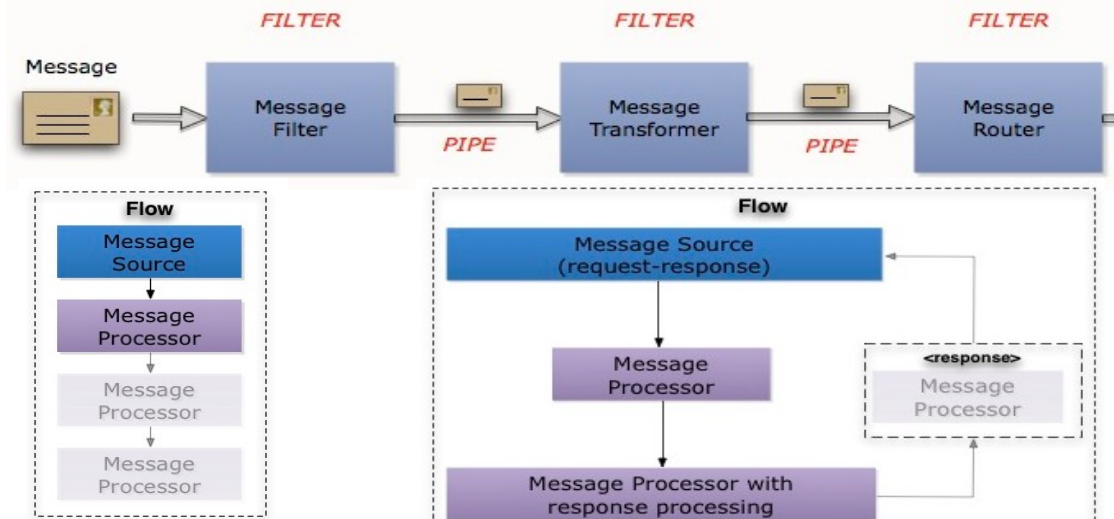 FILTER
FILTER
FILTER
Message
Message
Filter
PIPE
Message
Transformer
PIPE
Message
Router
Flow
Message
Source
Message
Processor
Message
Processor
Message
Processor
Flow
Message Source
(request-response)
Message
Processor
<response>
Message
Processor
Message Processor with
response processing